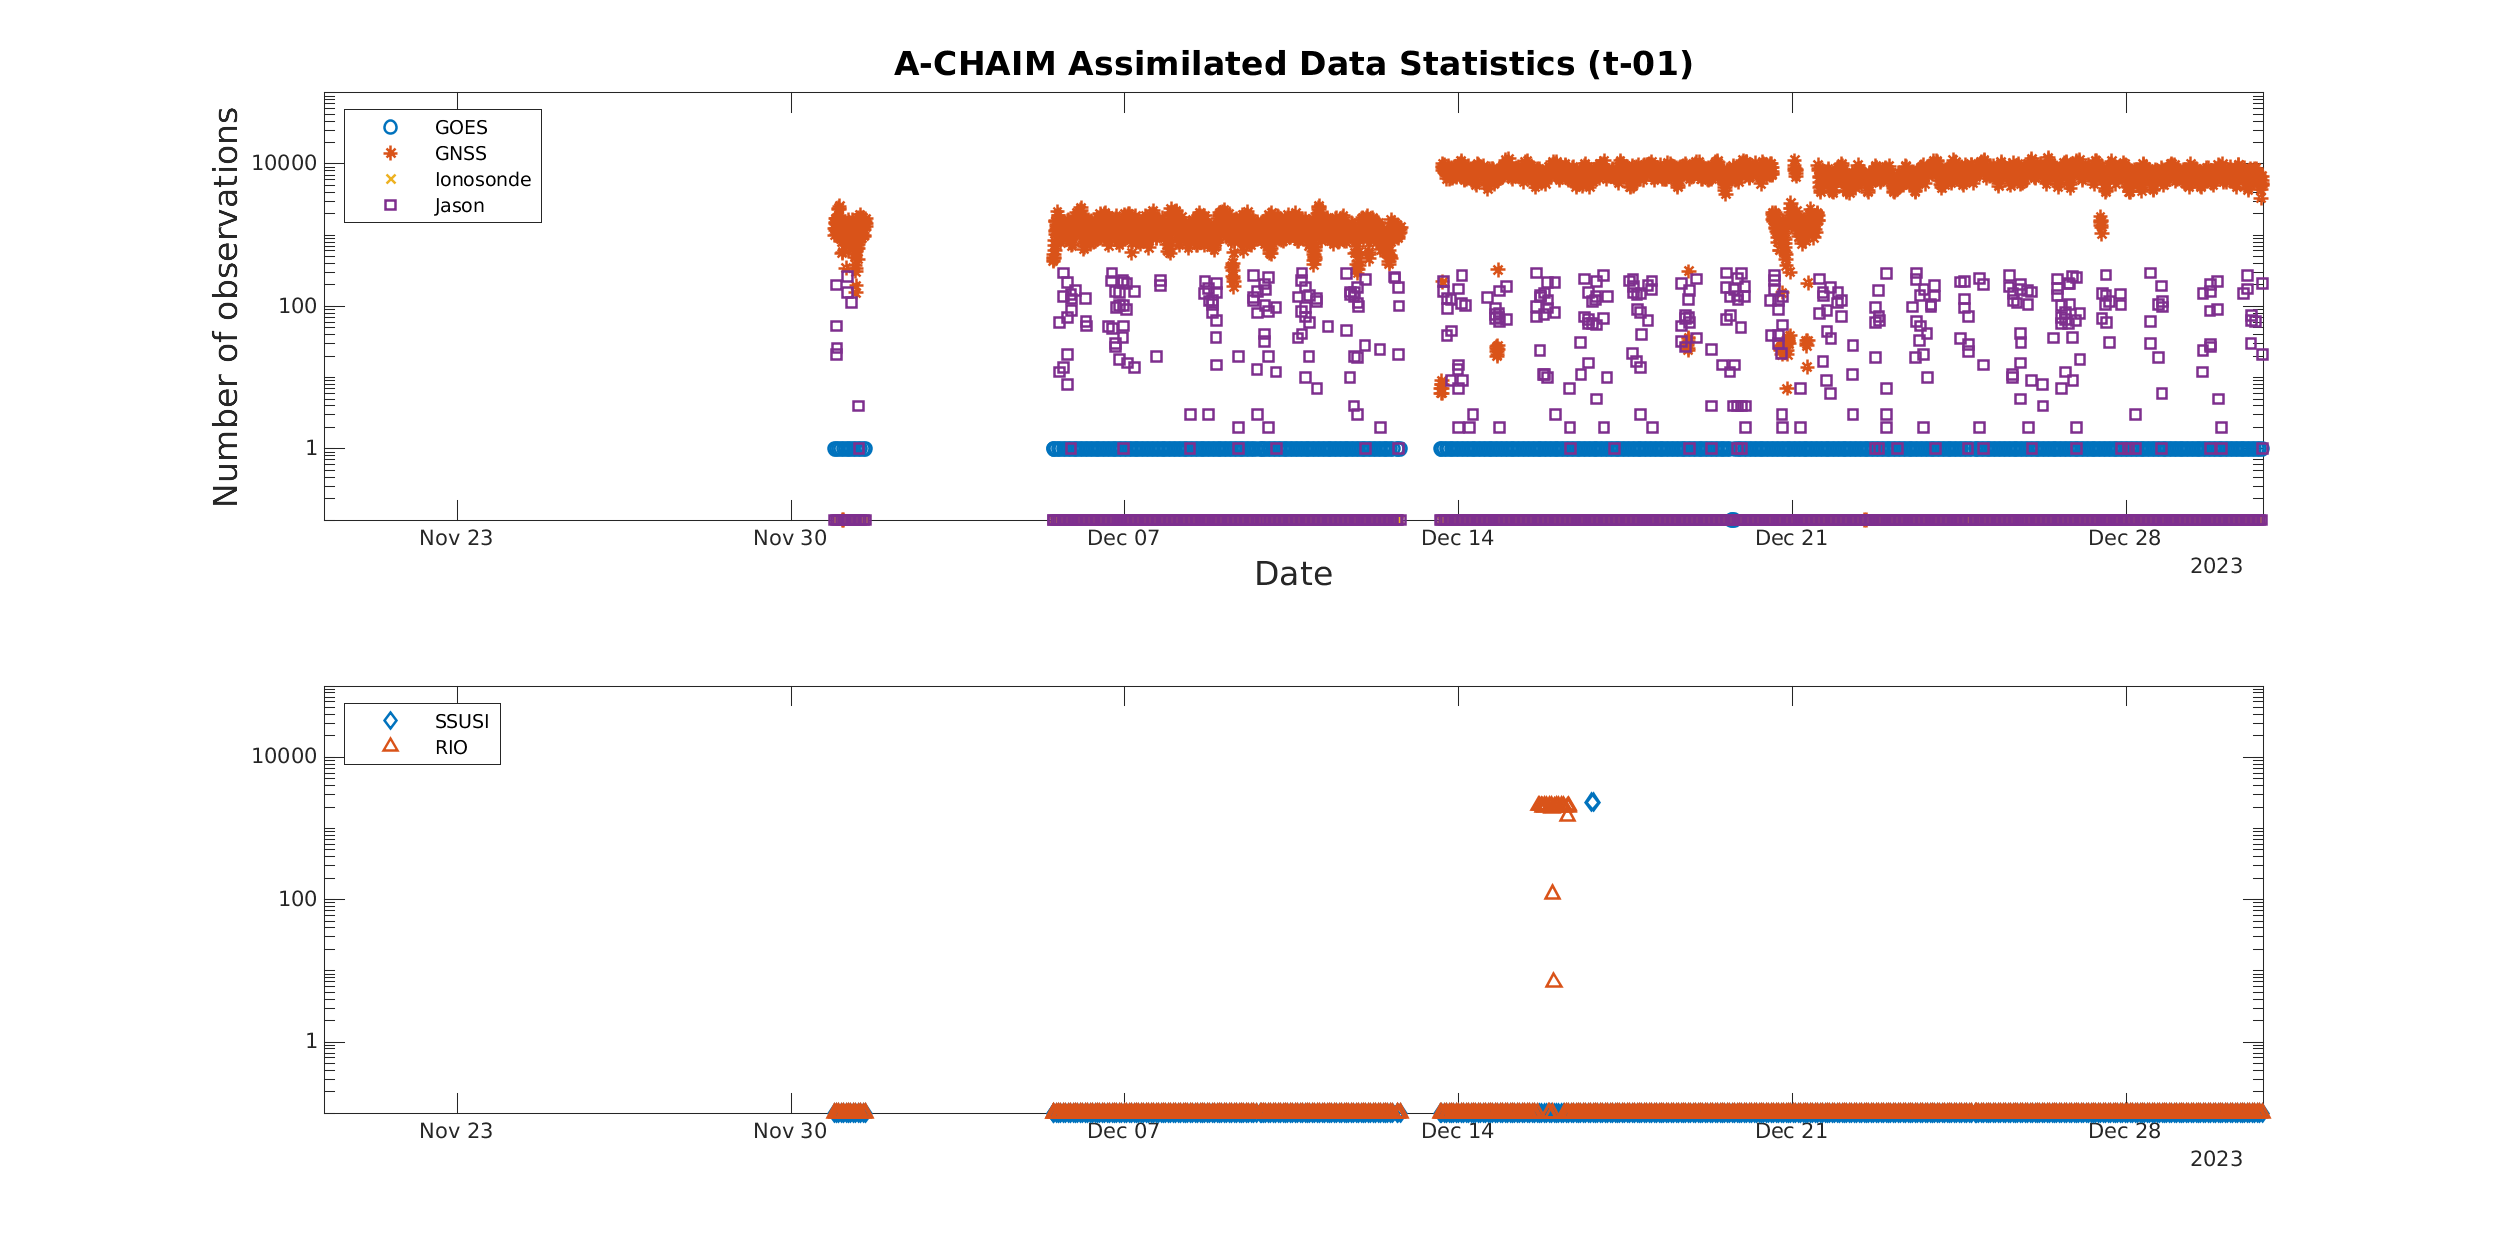 A-CHAIM Assimilated Data Statistics (t-01)
Number of observations
GOES
GNSS
Ionosonde
Jason
10000
100
1
Nov 23
Nov 30
Dec 07
Dec 14
Dec 21
Dec 28
2023
Date
SSUSI
RIO
10000
100
1
Nov 23
Nov 30
Dec 07
Dec 14
Dec 21
Dec 28
2023